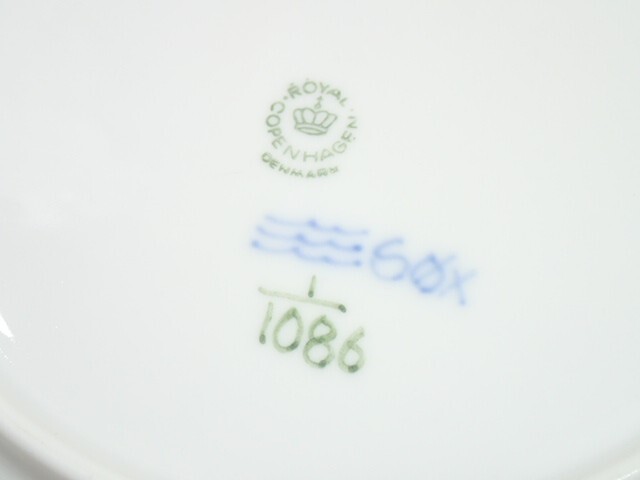 ROYAL
COPENHAGEN
DENMARK
60x
1
1086